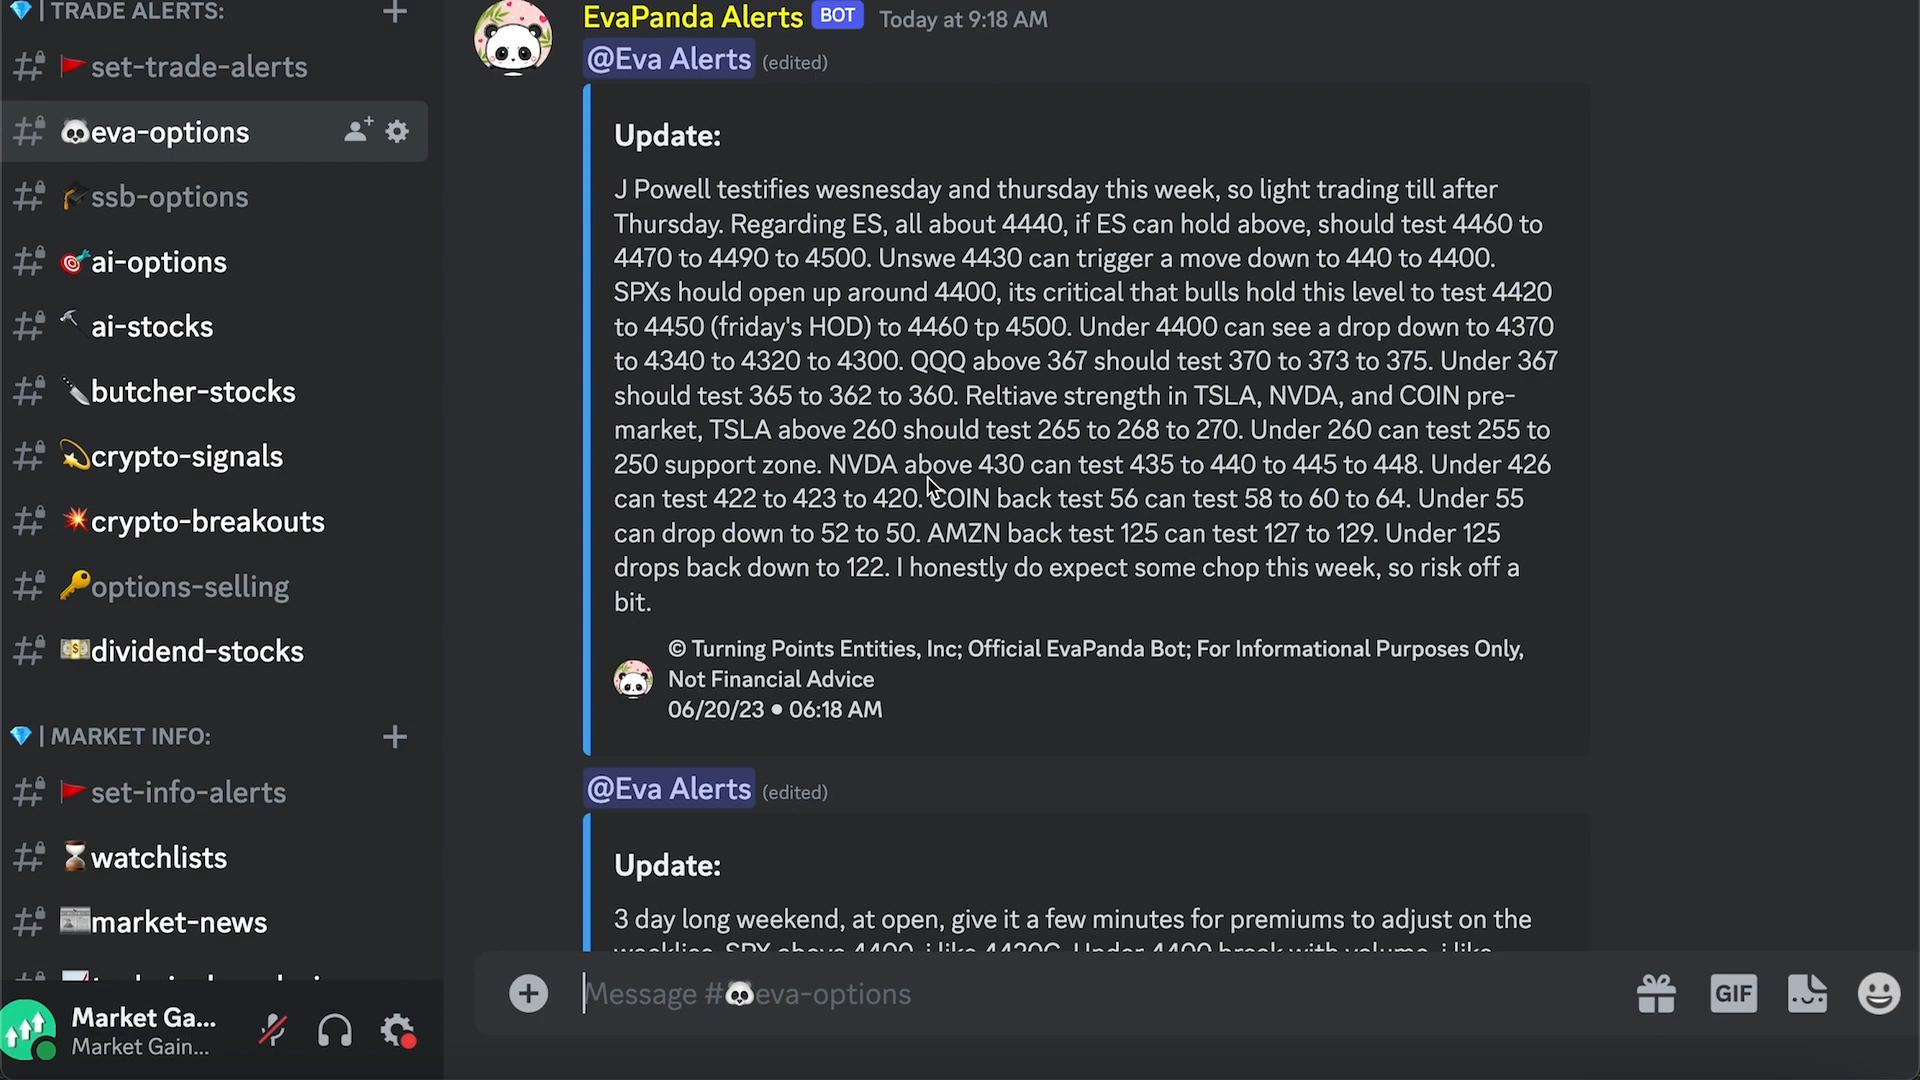 | TRADE ALERTS:
set-trade-alerts
eva-options
ssb-options
ai-options
ai-stocks
butcher-stocks
crypto-signals
crypto-breakouts
options-selling
dividend-stocks
| MARKET INFO:
set-info-alerts
watchlists
market-news
Market Ga...
Market Gain...
EvaPanda Alerts BOT Today at 9:18 AM
@Eva Alerts (edited)
Update:
J Powell testifies wesnesday and thursday this week, so light trading till after
Thursday. Regarding ES, all about 4440, if ES can hold above, should test 4460 to
4470 to 4490 to 4500. Unswe 4430 can trigger a move down to 440 to 4400.
SPXs hould open up around 4400, its critical that bulls hold this level to test 4420
to 4450 (friday's HOD) to 4460 tp 4500. Under 4400 can see a drop down to 4370
to 4340 to 4320 to 4300. QQQ above 367 should test 370 to 373 to 375. Under 367
should test 365 to 362 to 360. Reltiave strength in TSLA, NVDA, and COIN pre-
market, TSLA above 260 should test 265 to 268 to 270. Under 260 can test 255 to
250 support zone. NVDA above 430 can test 435 to 440 to 445 to 448. Under 426
can test 422 to 423 to 420. COIN back test 56 can test 58 to 60 to 64. Under 55
can drop down to 52 to 50. AMZN back test 125 can test 127 to 129. Under 125
drops back down to 122. I honestly do expect some chop this week, so risk off a
bit.
© Turning Points Entities, Inc; Official EvaPanda Bot; For Informational Purposes Only,
Not Financial Advice
06/20/23 • 06:18 AM
@Eva Alerts (edited)
Update:
3 day long weekend, at open, give it a few minutes for premiums to adjust on the
weeklies. SPX above 4400, i like 4420C. Under 4400 break with volume, i like
Message #eva-options
GIF